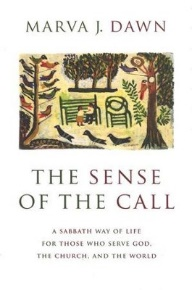 MARVA J. DAWN
THE SENSE
OF THE CALL
A SABBATH WAY OF LIFE
FOR THOSE WHO SERVE GOD,
THE CHURCH, AND THE WORLD